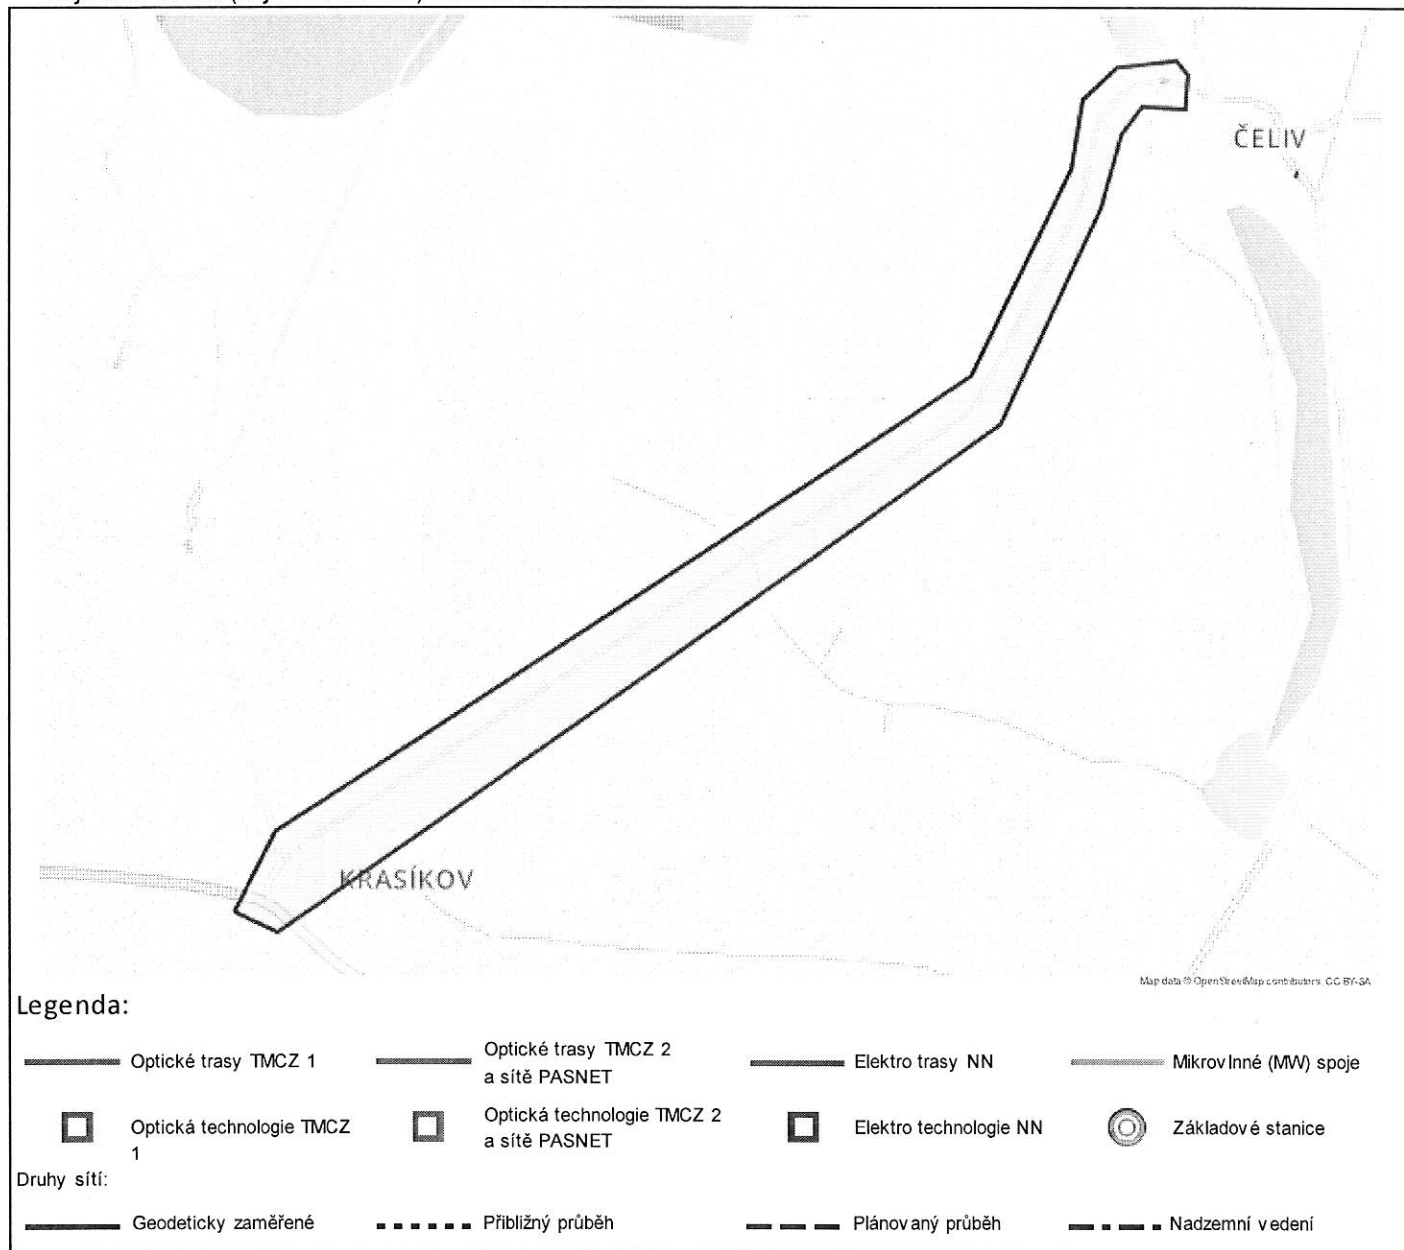 ČELIV
KRASÍKOV
Map data © OpenStreetMap contributors, CC BY-SA
Legenda:
Optické trasy TMCZ 1
Optické trasy TMCZ 2
a sítě PASNET
Elektro trasy NN
Mikrovlnné (MW) spoje
Optická technologie TMCZ
1
Optická technologie TMCZ 2
a sítě PASNET
Elektro technologie NN
Základové stanice
Druhy sítí:
Geodeticky zaměřené
Přibližný průběh
Plánovaný průběh
Nadzemní vedení